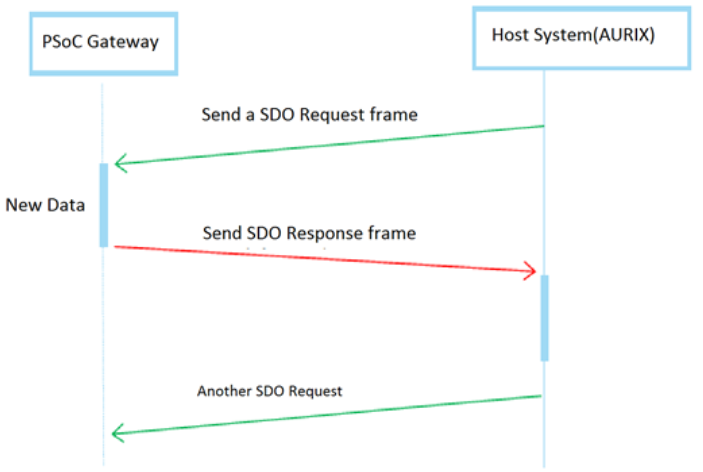 PSoC Gateway
Host System(AURIX)
Send a SDO Request frame
New Data
Send SDO Response frame
Another SDO Request